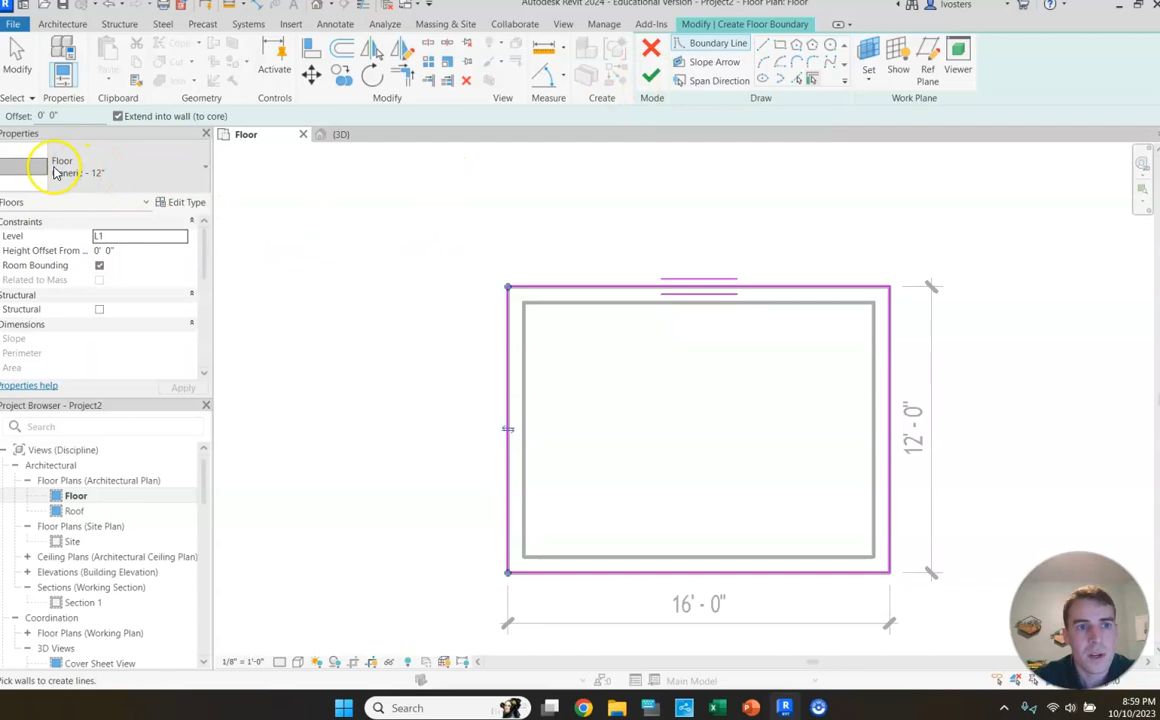 Autodesk Revit 2024 - Educational Version - Project2 - Floor Plan: Floor
lvosters
File Architecture Structure Steel Precast Systems Insert Annotate Analyze Massing & Site Collaborate View Manage Add-Ins Modify | Create Floor Boundary
Modify
Paste
Cope
Cut
Join
Activate
Boundary Line
Slope Arrow
Span Direction
Set Show Ref Plane Viewer
Select Properties Clipboard Geometry Controls Modify View Measure Create Mode Draw Work Plane
Offset: 0' 0" Extend into wall (to core)
Properties
Floor
{3D}
Floor
Generic - 12"
Floors
Edit Type
Constraints
Level L1
Height Offset From ... 0' 0"
Room Bounding
Related to Mass
Structural
Structural
Dimensions
Slope
Perimeter
Area
Properties help
Apply
Project Browser - Project2
Search
Views (Discipline)
Architectural
Floor Plans (Architectural Plan)
Floor
Roof
Floor Plans (Site Plan)
Site
Ceiling Plans (Architectural Ceiling Plan)
Elevations (Building Elevation)
Sections (Working Section)
Section 1
Coordination
Floor Plans (Working Plan)
3D Views
Cover Sheet View
12' - 0"
16' - 0"
1/8" = 1'-0"
Pick walls to create lines.
:0
Main Model
Search
8:59 PM
10/10/2023